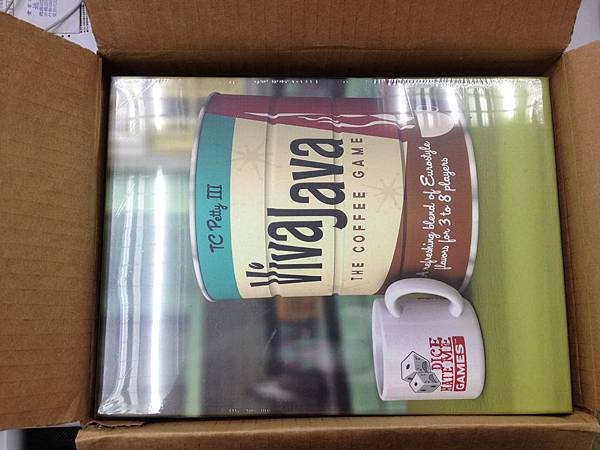 TC Petty III
VivaJava
THE COFFEE GAME
A refreshing blend of Eurostyle
flavors for 3 to 8 players
DICE
HATE ME
GAMES